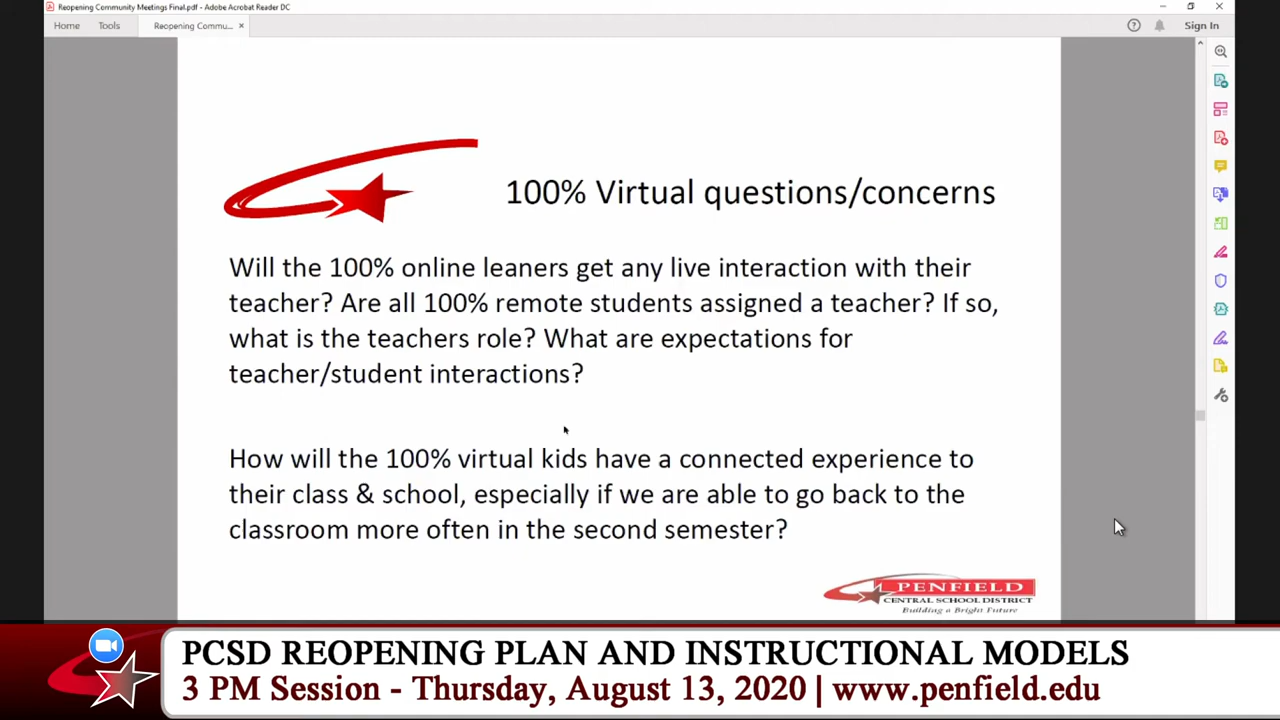 Reopening Community Meetings Final.pdf - Adobe Acrobat Reader DC
Home Tools Reopening Commu... × Sign In
100% Virtual questions/concerns
Will the 100% online leaners get any live interaction with their
teacher? Are all 100% remote students assigned a teacher? If so,
what is the teachers role? What are expectations for
teacher/student interactions?
How will the 100% virtual kids have a connected experience to
their class & school, especially if we are able to go back to the
classroom more often in the second semester?
PENFIELD
CENTRAL SCHOOL DISTRICT
Building a Bright Future
PCSD REOPENING PLAN AND INSTRUCTIONAL MODELS
3 PM Session - Thursday, August 13, 2020 | www.penfield.edu